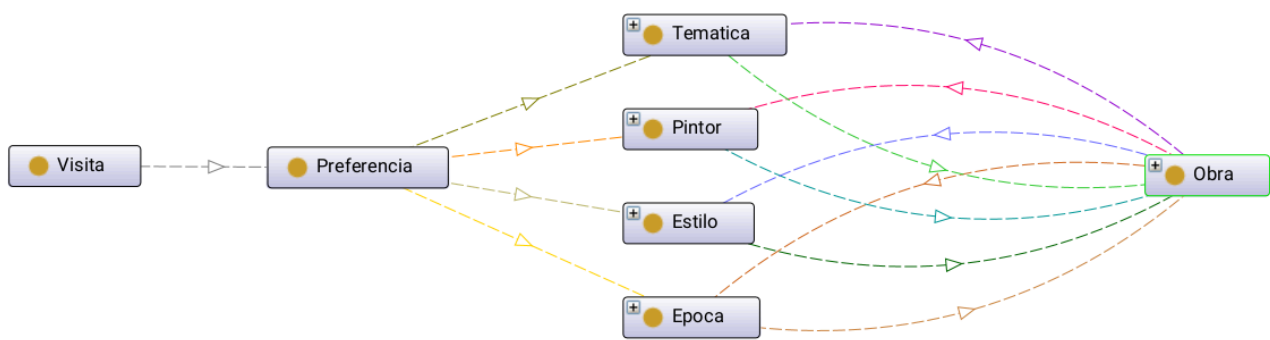 Visita
Preferencia
Tematica
Pintor
Estilo
Epoca
Obra